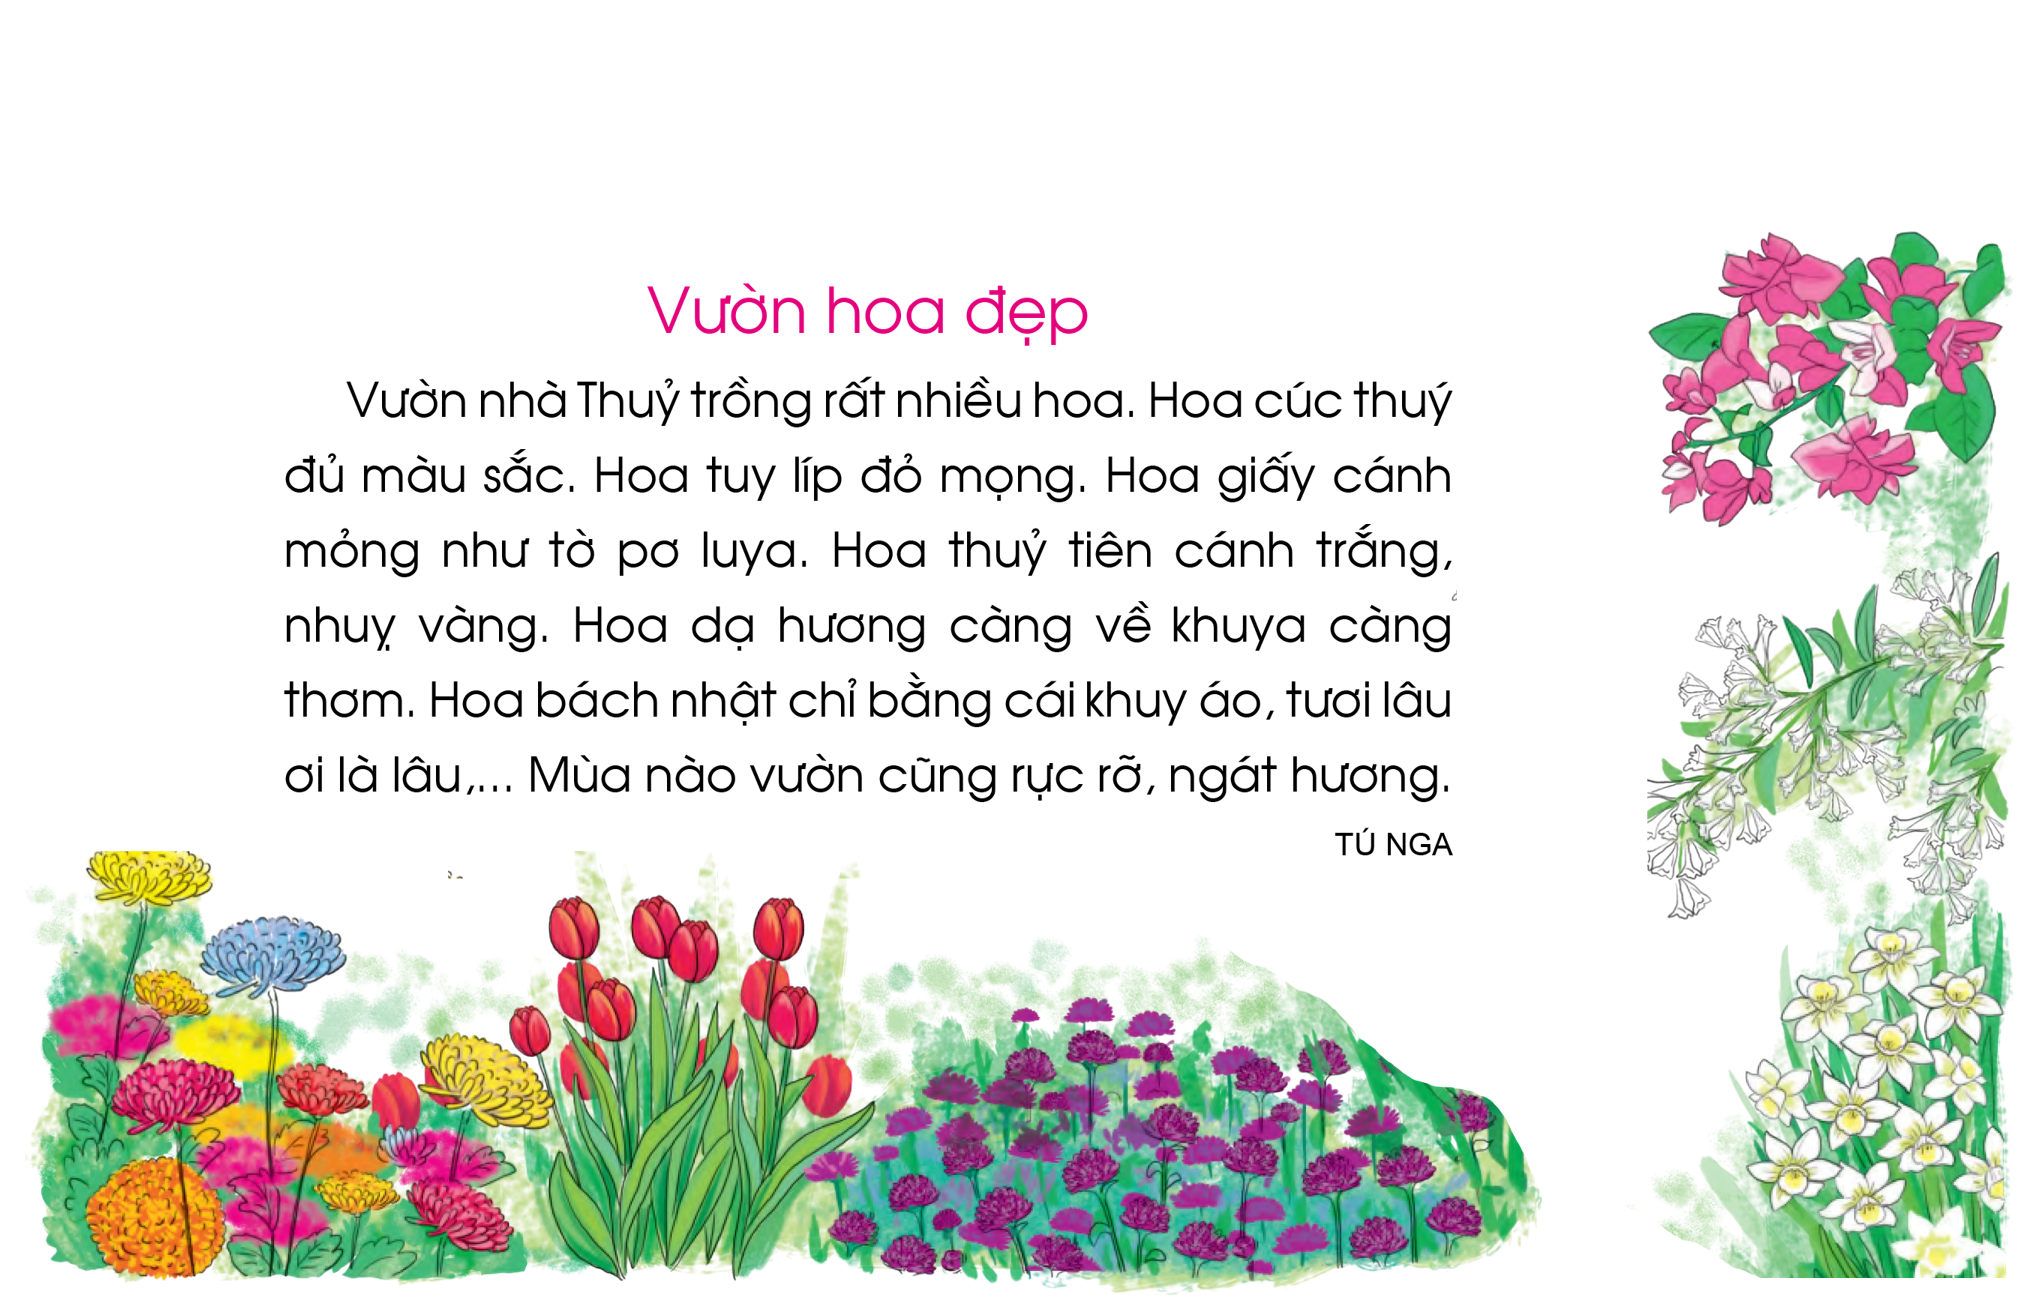 Vườn hoa đẹp
Vườn nhà Thuỷ trồng rất nhiều hoa. Hoa cúc thuý
đủ màu sắc. Hoa tuy líp đỏ mọng. Hoa giấy cánh
mỏng như tờ pơ luya. Hoa thuỷ tiên cánh trắng,
nhuỵ vàng. Hoa dạ hương càng về khuya càng
thơm. Hoa bách nhật chỉ bằng cái khuy áo, tươi lâu
ơi là lâu,... Mùa nào vườn cũng rực rỡ, ngát hương.
TÚ NGA